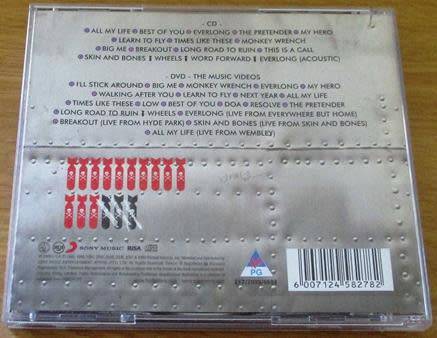 - CD -
ALL MY LIFE BEST OF YOU EVERLONG THE PRETENDER MY HERO
LEARN TO FLY TIMES LIKE THESE MONKEY WRENCH
BIG ME BREAKOUT LONG ROAD TO RUIN THIS IS A CALL
SKIN AND BONES WHEELS WORD FORWARD EVERLONG (ACOUSTIC)
DVD - THE MUSIC VIDEOS
I'LL STICK AROUND BIG ME MONKEY WRENCH EVERLONG MY HERO
WALKING AFTER YOU LEARN TO FLY NEXT YEAR ALL MY LIFE
TIMES LIKE THESE LOW BEST OF YOU DOA RESOLVE THE PRETENDER
LONG ROAD TO RUIN WHEELS EVERLONG (LIVE FROM EVERYWHERE BUT HOME)
BREAKOUT (LIVE FROM HYDE PARK) SKIN AND BONES (LIVE FROM SKIN AND BONES)
ALL MY LIFE (LIVE FROM WEMBLEY)
SONY MUSIC RISA
PG
6 007124 582782